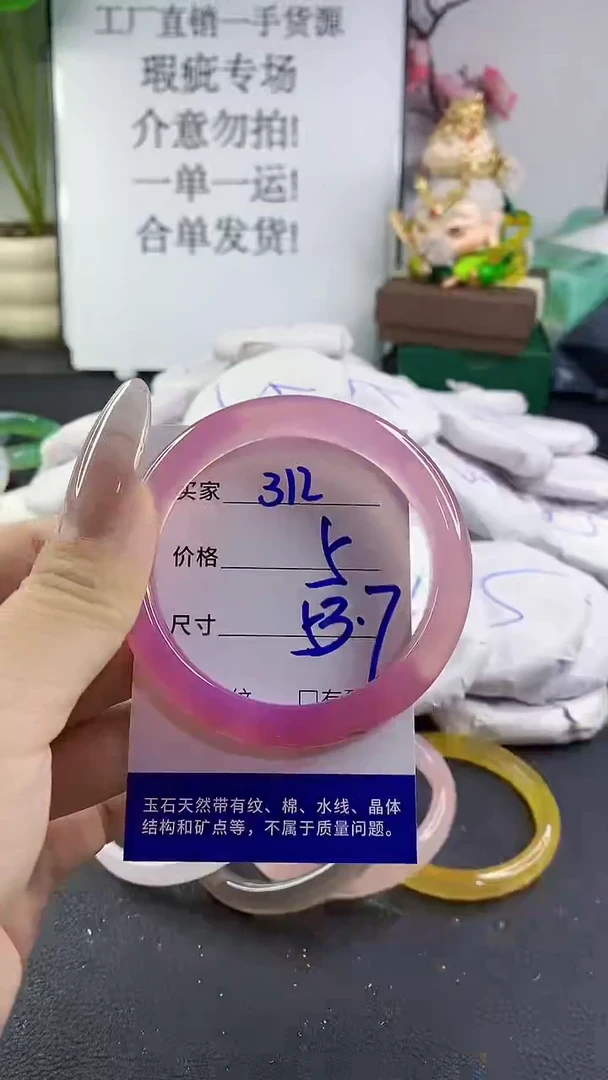 工厂直销一手货源
瑕疵专场
介意勿拍!
一单一运!
合单发货!
买家 312
价格 5
尺寸 53.7
纹 □有
玉石天然带有纹、棉、水线、晶体
结构和矿点等，不属于质量问题。